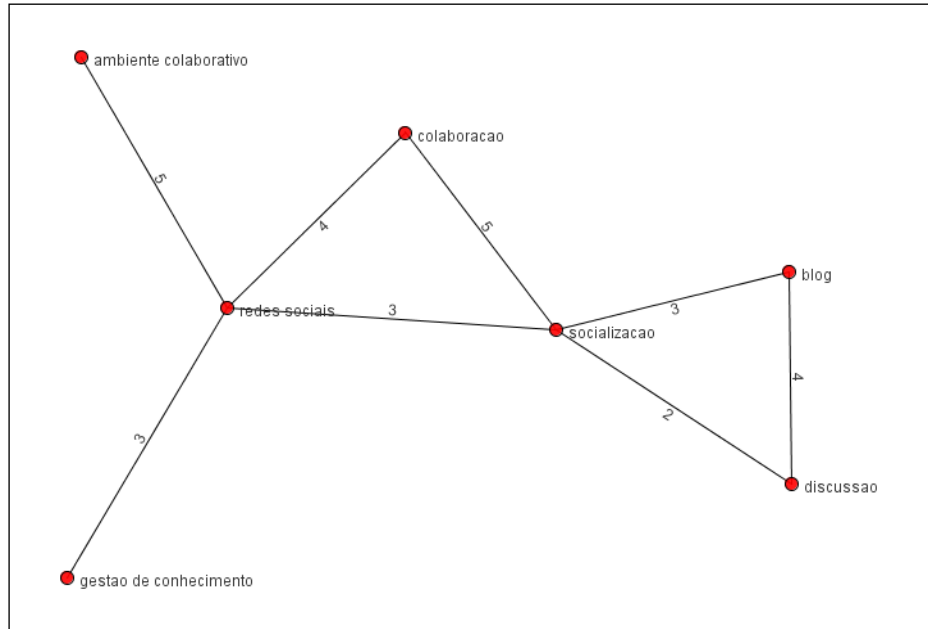 ambiente colaborativo
colaboracao
5
4
5
blog
redes sociais
3
3
socializacao
4
2
3
discussao
gestao de conhecimento